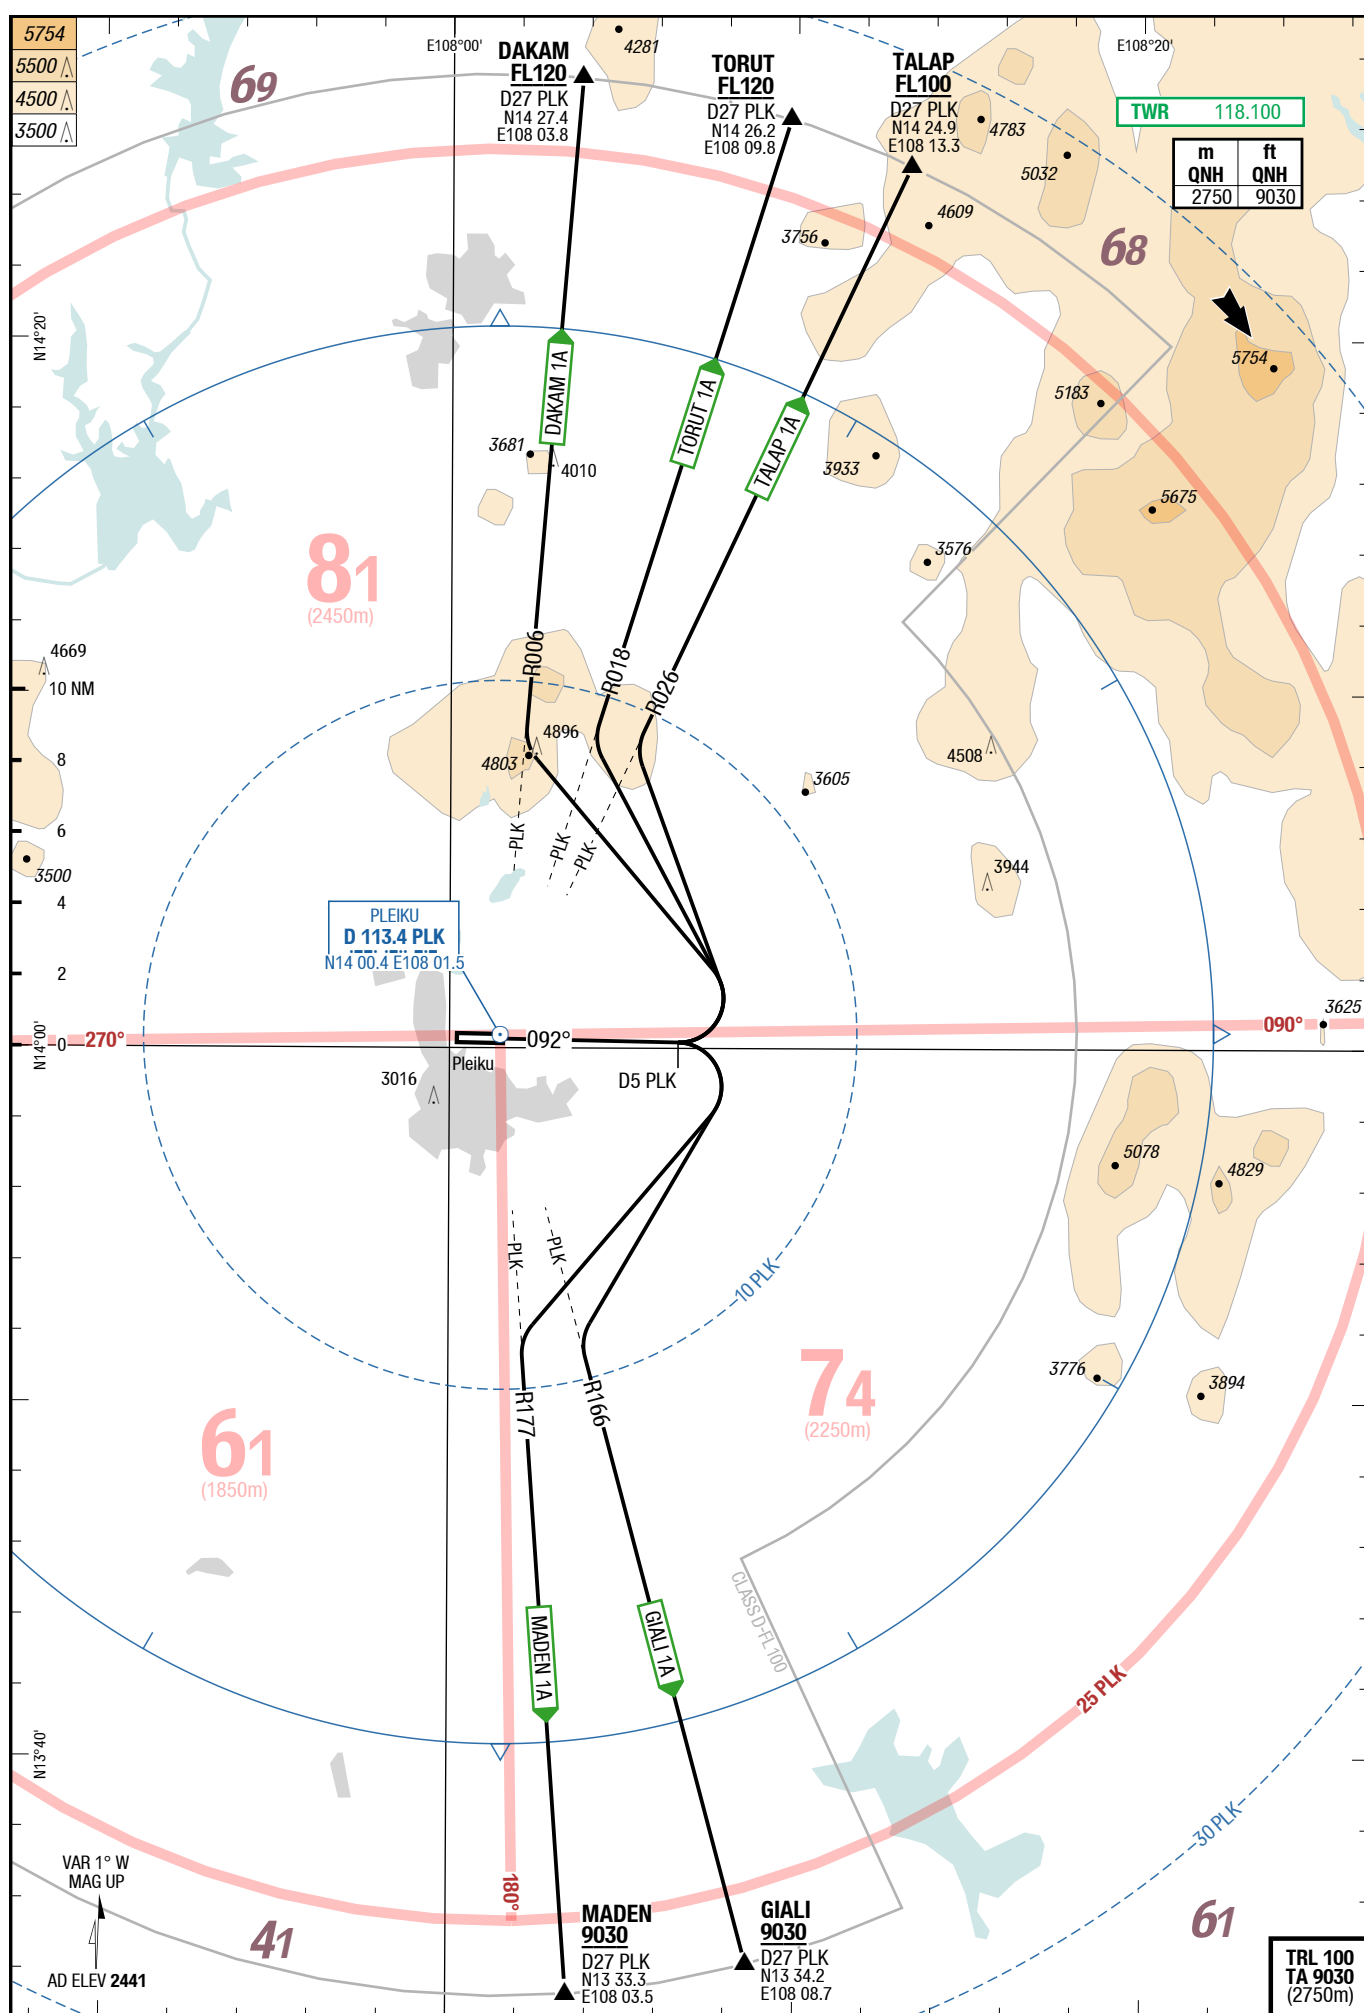 5754
5500
4500
3500
69
E108°00'
DAKAM
FL120
D27 PLK
N14 27.4
E108 03.8
4281
TORUT
FL120
D27 PLK
N14 26.2
E108 09.8
TALAP
FL100
D27 PLK
N14 24.9
E108 13.3
E108°20'
4783
5032
TWR 118.100
m ft
QNH QNH
2750 9030
4609
3756
68
N14°20'
5754
5183
DAKAM 1A
TORUT 1A
TALAP 1A
3681
4010
3933
5675
81
(2450m)
3576
R006
R018
R026
4669
10 NM
8
6
4
2
0
4896
4803
4508
3605
PLK
PLK
PLK
3500
3944
PLEIKU
D 113.4 PLK
N14 00.4 E108 01.5
N14°00'
270°
092°
090°
3625
Pleiku
D5 PLK
3016
5078
4829
PLK
PLK
10 PLK
3776
3894
74
(2250m)
R177
R166
61
(1850m)
CLASS D-FL100
MADEN 1A
GIALI 1A
25 PLK
N13°40'
30 PLK
VAR 1° W
MAG UP
180°
41
AD ELEV 2441
MADEN
9030
D27 PLK
N13 33.3
E108 03.5
GIALI
9030
D27 PLK
N13 34.2
E108 08.7
61
TRL 100
TA 9030
(2750m)